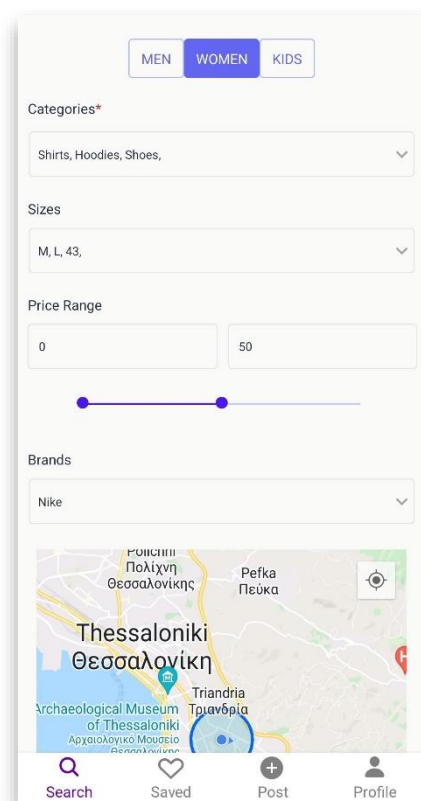 MEN WOMEN KIDS
Categories*
Shirts, Hoodies, Shoes,
Sizes
M, L, 43,
Price Range
0 50
Brands
Nike
Polichni
Πολίχνη
Θεσσαλονίκης
Pefka
Πεύκα
Thessaloniki
Θεσσαλονίκη
Triandria
Τριανδρία
Archaeological Museum
of Thessaloniki
Αρχαιολογικό Μουσείο
Θεσσαλονίκης
H
Search Saved Post Profile